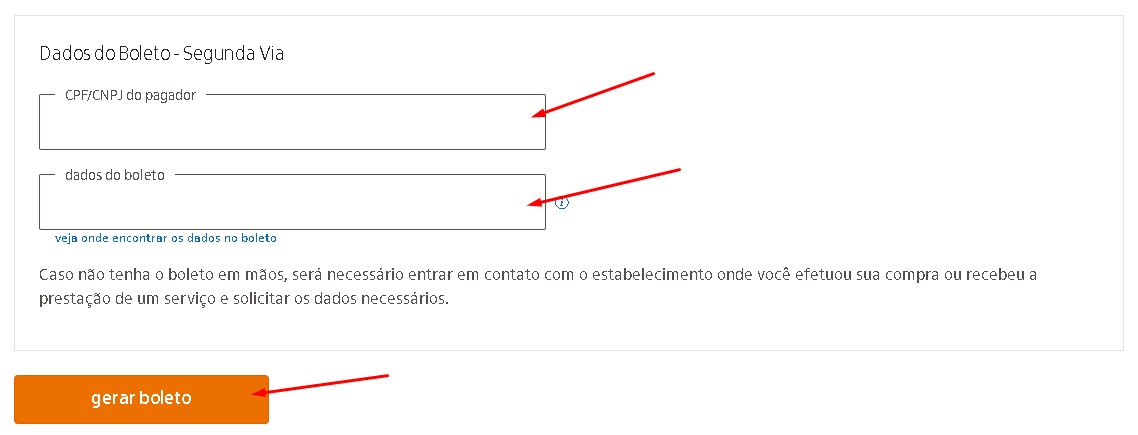 Dados do Boleto - Segunda Via
CPF/CNPJ do pagador
dados do boleto
i
veja onde encontrar os dados no boleto
Caso não tenha o boleto em mãos, será necessário entrar em contato com o estabelecimento onde você efetuou sua compra ou recebeu a
prestação de um serviço e solicitar os dados necessários.
gerar boleto